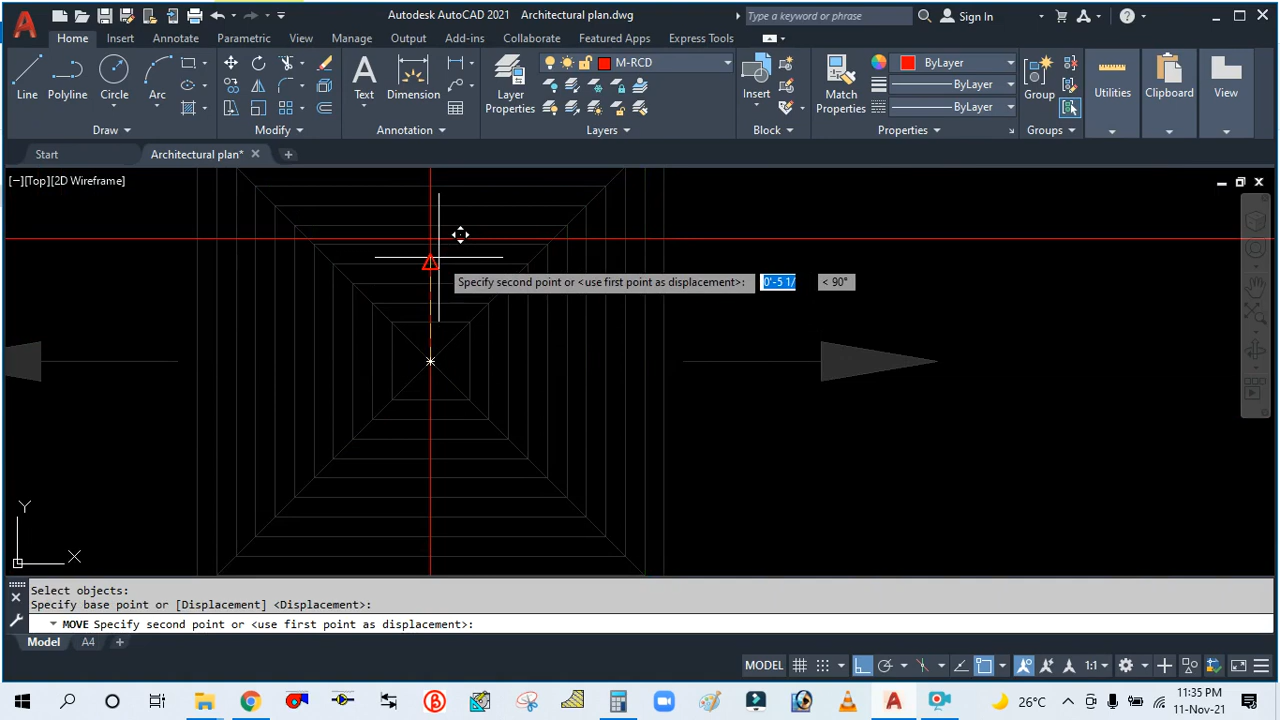 Autodesk AutoCAD 2021 Architectural plan.dwg
Type a keyword or phrase
Sign In
Home Insert Annotate Parametric View Manage Output Add-ins Collaborate Featured Apps Express Tools
M-RCD
ByLayer
ByLayer
ByLayer
Line Polyline Circle Arc
Text Dimension
Layer Properties
Insert
Match Properties
Group
Utilities
Clipboard
View
Draw Modify Annotation Layers Block Properties Groups
Start Architectural plan*
[−][Top][2D Wireframe]
Specify second point or <use first point as displacement>: 0'-5 1/ < 90°
Y
X
Select objects:
Specify base point or [Displacement] <Displacement>:
MOVE Specify second point or <use first point as displacement>:
Model A4
MODEL
1:1
26°C
11:35 PM
11-Nov-21